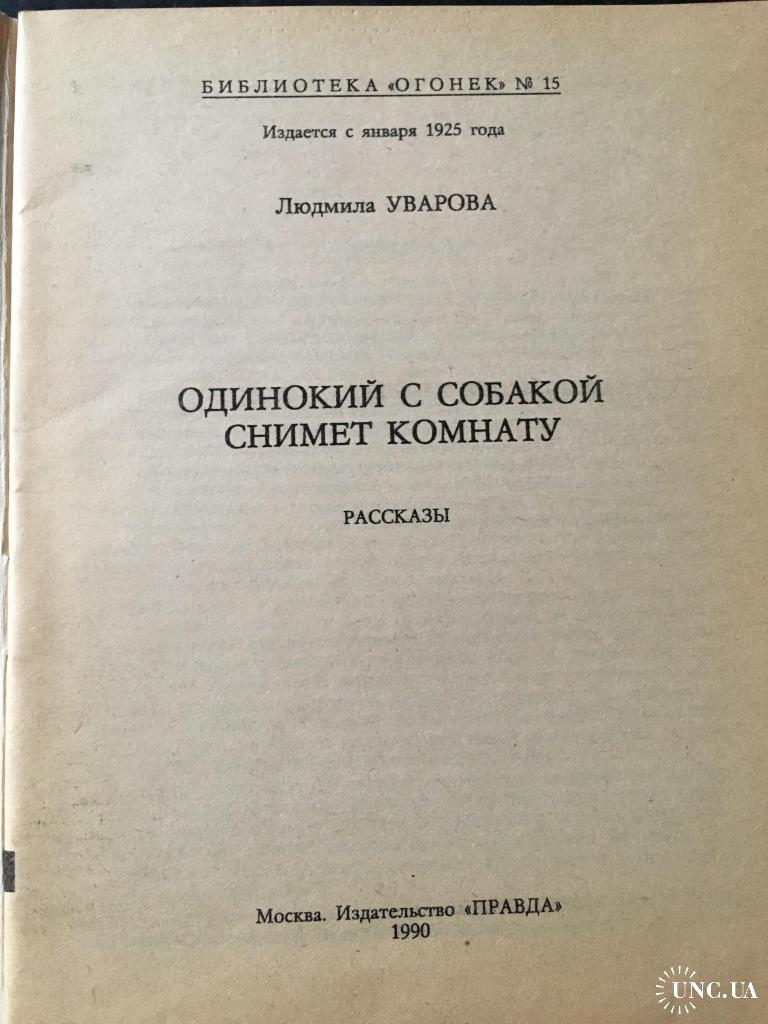 БИБЛИОТЕКА «ОГОНЕК» № 15
Издается с января 1925 года
Людмила УВАРОВА
ОДИНОКИЙ С СОБАКОЙ
СНИМЕТ КОМНАТУ
РАССКАЗЫ
Москва. Издательство «ПРАВДА»
1990
UNC.UA